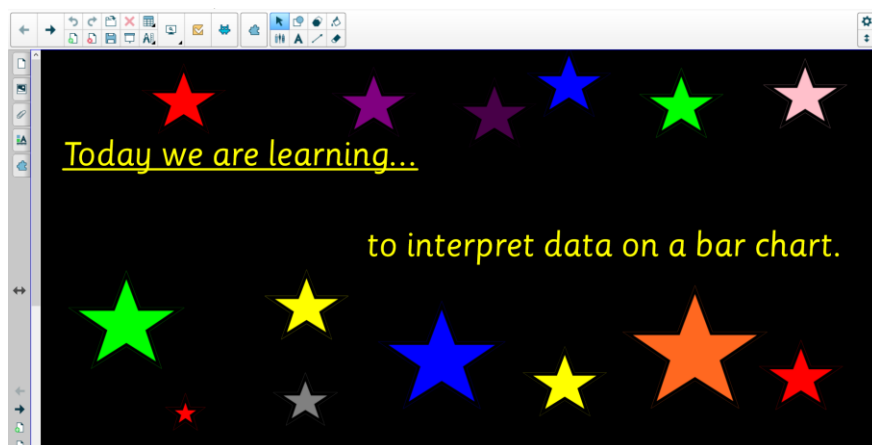 Today we are learning...
to interpret data on a bar chart.